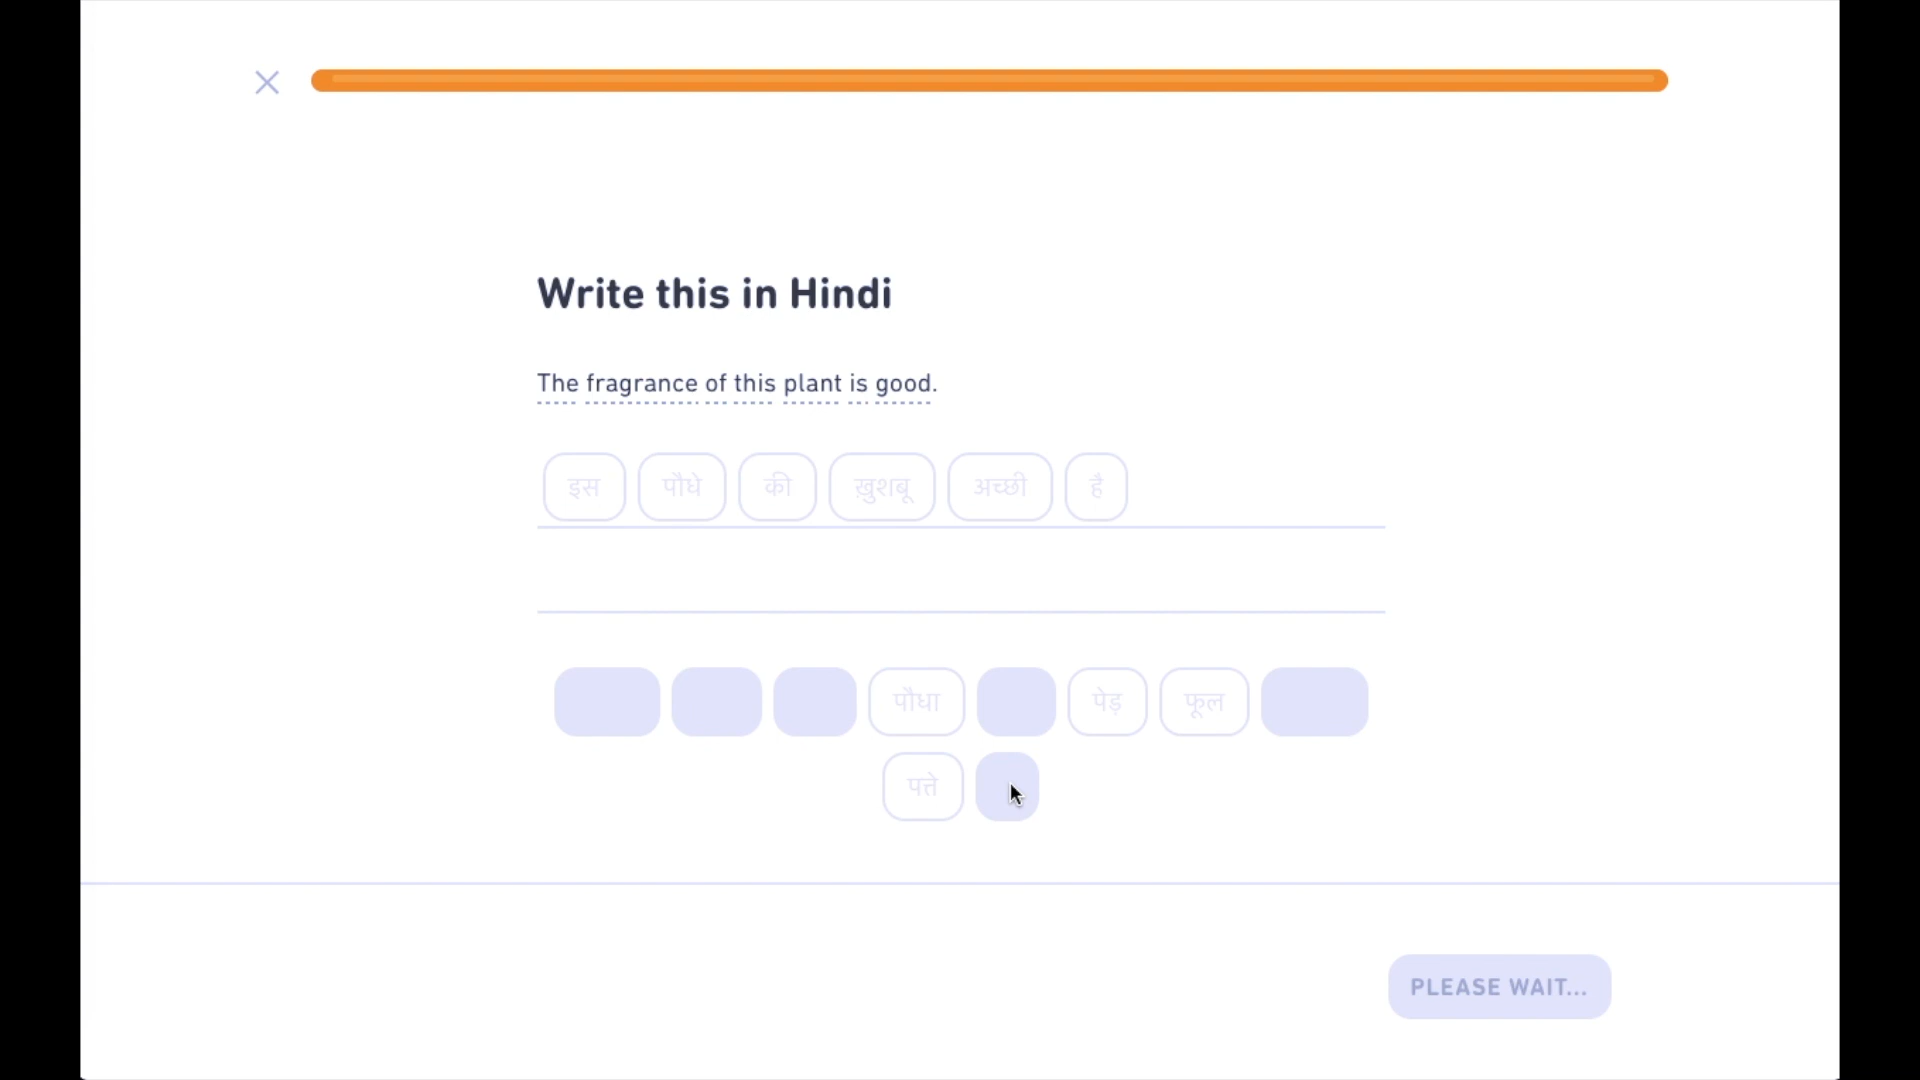 Write this in Hindi
The fragrance of this plant is good.
इस पौधे की ख़ुशबू अच्छी है
पौधा पेड़ फूल
पत्ते
PLEASE WAIT...